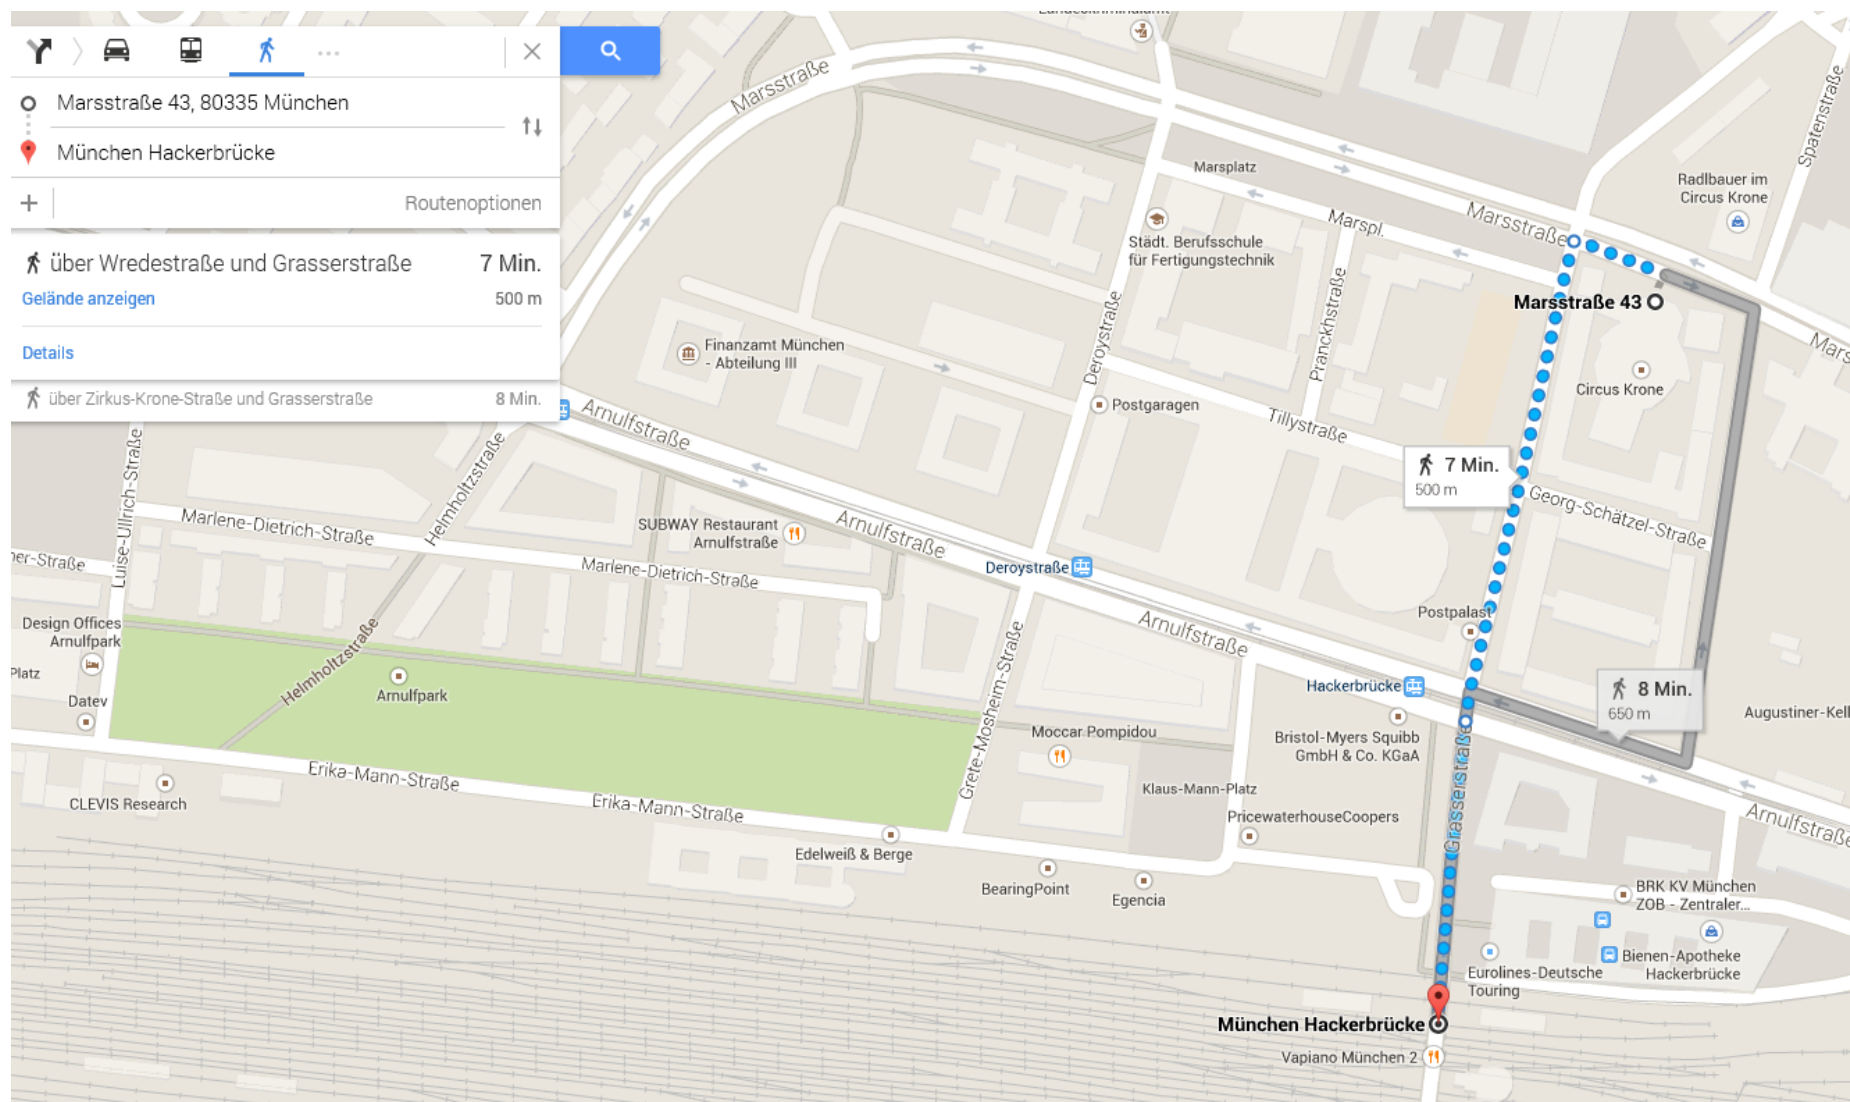 Marsstraße 43, 80335 München
München Hackerbrücke
Routenoptionen
über Wredestraße und Grasserstraße 7 Min.
Gelände anzeigen 500 m
Details
über Zirkus-Krone-Straße und Grasserstraße 8 Min.
Landeskriminalamt
Marsstraße
Spatenstraße
Marsplatz
Radlbauer im
Circus Krone
Marsstraße
Marspl.
Städt. Berufsschule
für Fertigungstechnik
Marsstraße 43
Pranckhstraße
Deroystraße
Mars
Finanzamt München
- Abteilung III
Circus Krone
Postgaragen
Tillystraße
Arnulfstraße
Luise-Ullrich-Straße
Helmholtzstraße
7 Min.
500 m
Georg-Schätzel-Straße
Marlene-Dietrich-Straße
SUBWAY Restaurant
Arnulfstraße
Arnulfstraße
ner-Straße
Marlene-Dietrich-Straße
Deroystraße
Design Offices
Arnulfpark
Postpalast
Arnulfstraße
Helmholtzstraße
Platz
Arnulfpark
Grete-Mosheim-Straße
Hackerbrücke
8 Min.
650 m
Datev
Augustiner-Kell
Moccar Pompidou
Bristol-Myers Squibb
GmbH & Co. KGaA
Grasserstraße
Erika-Mann-Straße
Klaus-Mann-Platz
CLEVIS Research
Erika-Mann-Straße
PricewaterhouseCoopers
Arnulfstraße
Edelweiß & Berge
BearingPoint
Egencia
BRK KV München
ZOB - Zentraler...
Bienen-Apotheke
Hackerbrücke
Eurolines-Deutsche
Touring
München Hackerbrücke
Vapiano München 2